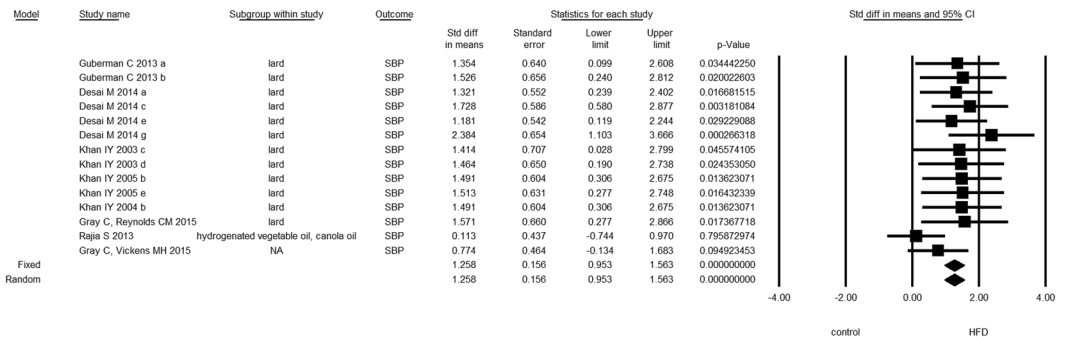 Model Study name Subgroup within study Outcome Statistics for each study Std diff in means and 95% CI
Std diff in means Standard error Lower limit Upper limit p-Value
Guberman C 2013 a lard SBP 1.354 0.640 0.099 2.608 0.034442250
Guberman C 2013 b lard SBP 1.526 0.656 0.240 2.812 0.020022603
Desai M 2014 a lard SBP 1.321 0.552 0.239 2.402 0.016681515
Desai M 2014 c lard SBP 1.728 0.586 0.580 2.877 0.003181084
Desai M 2014 e lard SBP 1.181 0.542 0.119 2.244 0.029229088
Desai M 2014 g lard SBP 2.384 0.654 1.103 3.666 0.000266318
Khan IY 2003 c lard SBP 1.414 0.707 0.028 2.799 0.045574105
Khan IY 2003 d lard SBP 1.464 0.650 0.190 2.738 0.024353050
Khan IY 2005 b lard SBP 1.491 0.604 0.306 2.675 0.013623071
Khan IY 2005 e lard SBP 1.513 0.631 0.277 2.748 0.016432339
Khan IY 2004 b lard SBP 1.491 0.604 0.306 2.675 0.013623071
Gray C, Reynolds CM 2015 lard SBP 1.571 0.660 0.277 2.866 0.017367718
Rajia S 2013 hydrogenated vegetable oil, canola oil SBP 0.113 0.437 -0.744 0.970 0.795872974
Gray C, Vickens MH 2015 NA SBP 0.774 0.464 -0.134 1.683 0.094923453
Fixed 1.258 0.156 0.953 1.563 0.000000000
Random 1.258 0.156 0.953 1.563 0.000000000
-4.00 -2.00 0.00 2.00 4.00
control HFD